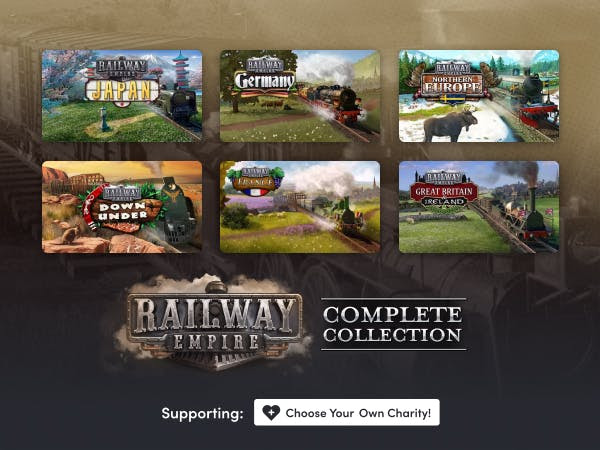 RAILWAY
EMPIRE
JAPAN
RAILWAY
EMPIRE
Germany
RAILWAY
EMPIRE
NORTHERN
EUROPE
RAILWAY
EMPIRE
DOWN
UNDER
RAILWAY
EMPIRE
FRANCE
RAILWAY
EMPIRE
GREAT BRITAIN
IRELAND
RAILWAY
EMPIRE
COMPLETE
COLLECTION
Supporting:
Choose Your Own Charity!